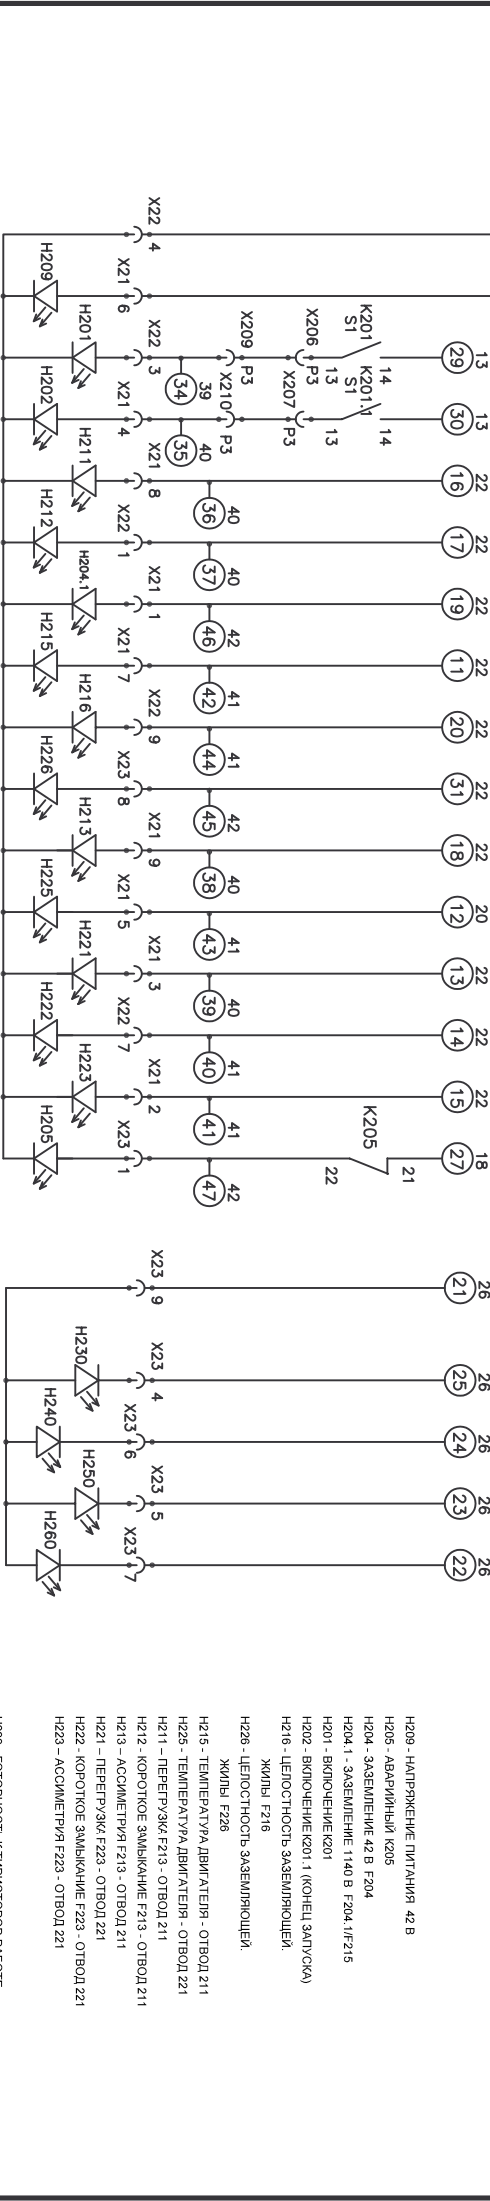 13 13 22 22 22 22 22 22 22 20 22 22 22 18 26 26 26 26 26
29 30 16 17 19 11 20 31 18 12 13 14 15 27 21 25 24 23 22
14 14 21
K201 K201.1 K205
S1 S1
13 13 22
X206 P3 X207 P3
X209 P3 X210 P3
39 40 40 40 42 41 41 42 40 41 40 41 41 42
34 35 36 37 46 42 44 45 38 43 39 40 41 47
X22 X21 X22 X21 X21 X22 X21 X21 X22 X23 X21 X21 X21 X22 X21 X23 X23 X23 X23 X23 X23
4 6 3 4 8 1 1 7 9 8 9 5 3 7 2 1 9 4 6 5 7
H209 H201 H202 H211 H212 H204.1 H215 H216 H226 H213 H225 H221 H222 H223 H205 H230 H240 H250 H260
H209 - НАПРЯЖЕНИЕ ПИТАНИЯ 42 В
H205 - АВАРИЙНЫЙ К205
H204 - ЗАЗЕМЛЕНИЕ 42 В F204
H204.1 - ЗАЗЕМЛЕНИЕ 1140 В F204.1/F215
H201 - ВКЛЮЧЕНИЕ К201
H202 - ВКЛЮЧЕНИЕ К201.1 (КОНЕЦ ЗАПУСКА)
H216 - ЦЕЛОСТНОСТЬ ЗАЗЕМЛЯЮЩЕЙ.
ЖИЛЫ F216
H226 - ЦЕЛОСТНОСТЬ ЗАЗЕМЛЯЮЩЕЙ.
ЖИЛЫ F226
H215 - ТЕМПЕРАТУРА ДВИГАТЕЛЯ - ОТВОД 211
H225 - ТЕМПЕРАТУРА ДВИГАТЕЛЯ - ОТВОД 221
H211 – ПЕРЕГРУЗКА F213 - ОТВОД 211
H212 - КОРОТКОЕ ЗАМЫКАНИЕ F213 - ОТВОД 211
H213 – АССИМЕТРИЯ F213 - ОТВОД 211
H221 – ПЕРЕГРУЗКА F223 - ОТВОД 221
H222 - КОРОТКОЕ ЗАМЫКАНИЕ F223 - ОТВОД 221
H223 – АССИМЕТРИЯ F223 - ОТВОД 221